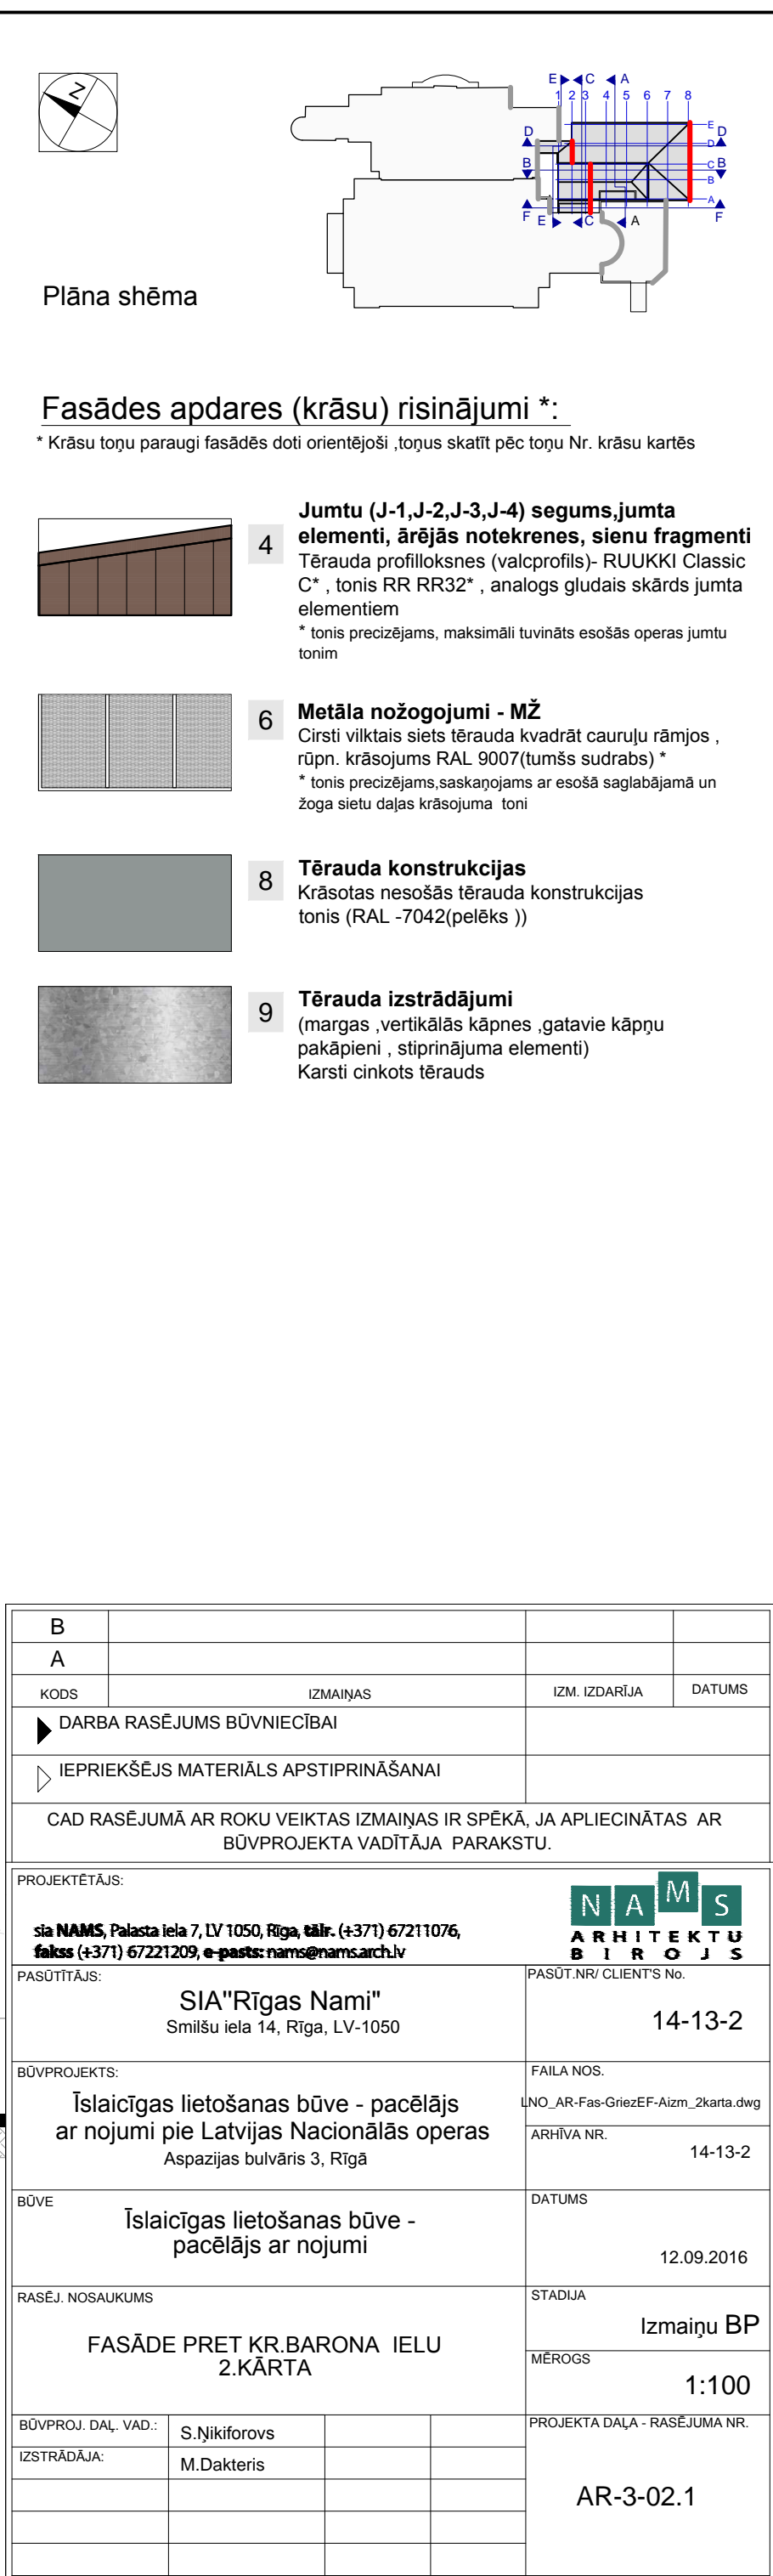 N
E C A
1 2 3 4 5 6 7 8
D E D
D
B C B
B
A
F F
E C A
Plāna shēma
Fasādes apdares (krāsu) risinājumi *:
* Krāsu toņu paraugi fasādēs doti orientējoši ,toņus skatīt pēc toņu Nr. krāsu kartēs
4
Jumtu (J-1,J-2,J-3,J-4) segums,jumta
elementi, ārējās notekrenes, sienu fragmenti
Tērauda profilloksnes (valcprofils)- RUUKKI Classic
C* , tonis RR RR32* , analogs gludais skārds jumta
elementiem
* tonis precizējams, maksimāli tuvināts esošās operas jumtu
tonim
6
Metāla nožogojumi - MŽ
Cirsti vilktais siets tērauda kvadrāt cauruļu rāmjos ,
rūpn. krāsojums RAL 9007(tumšs sudrabs) *
* tonis precizējams,saskaņojams ar esošā saglabājamā un
žoga sietu daļas krāsojuma toni
8
Tērauda konstrukcijas
Krāsotas nesošās tērauda konstrukcijas
tonis (RAL -7042(pelēks ))
9
Tērauda izstrādājumi
(margas ,vertikālās kāpnes ,gatavie kāpņu
pakāpieni , stiprinājuma elementi)
Karsti cinkots tērauds
B
A
KODS IZMAIŅAS IZM. IZDARĪJA DATUMS
DARBA RASĒJUMS BŪVNIECĪBAI
IEPRIEKŠĒJS MATERIĀLS APSTIPRINĀŠANAI
CAD RASĒJUMĀ AR ROKU VEIKTAS IZMAIŅAS IR SPĒKĀ, JA APLIECINĀTAS AR
BŪVPROJEKTA VADĪTĀJA PARAKSTU.
PROJEKTĒTĀJS:
sia NAMS, Palasta iela 7, LV 1050, Rīga, tālr. (+371) 67211076,
fakss (+371) 67221209, e-pasts: nams@nams.arch.lv
NAMS
ARHITEKTU
BIROJS
PASŪTĪTĀJS:
SIA"Rīgas Nami"
Smilšu iela 14, Rīga, LV-1050
PASŪT.NR/ CLIENT'S No.
14-13-2
BŪVPROJEKTS:
Īslaicīgas lietošanas būve - pacēlājs
ar nojumi pie Latvijas Nacionālās operas
Aspazijas bulvāris 3, Rīgā
FAILA NOS.
LNO_AR-Fas-GriezEF-Aizm_2karta.dwg
ARHĪVA NR.
14-13-2
BŪVE
Īslaicīgas lietošanas būve -
pacēlājs ar nojumi
DATUMS
12.09.2016
RASĒJ. NOSAUKUMS
FASĀDE PRET KR.BARONA IELU
2.KĀRTA
STADIJA
Izmaiņu BP
MĒROGS
1:100
BŪVPROJ. DAĻ. VAD.: S.Ņikiforovs
IZSTRĀDĀJA: M.Dakteris
PROJEKTA DAĻA - RASĒJUMA NR.
AR-3-02.1